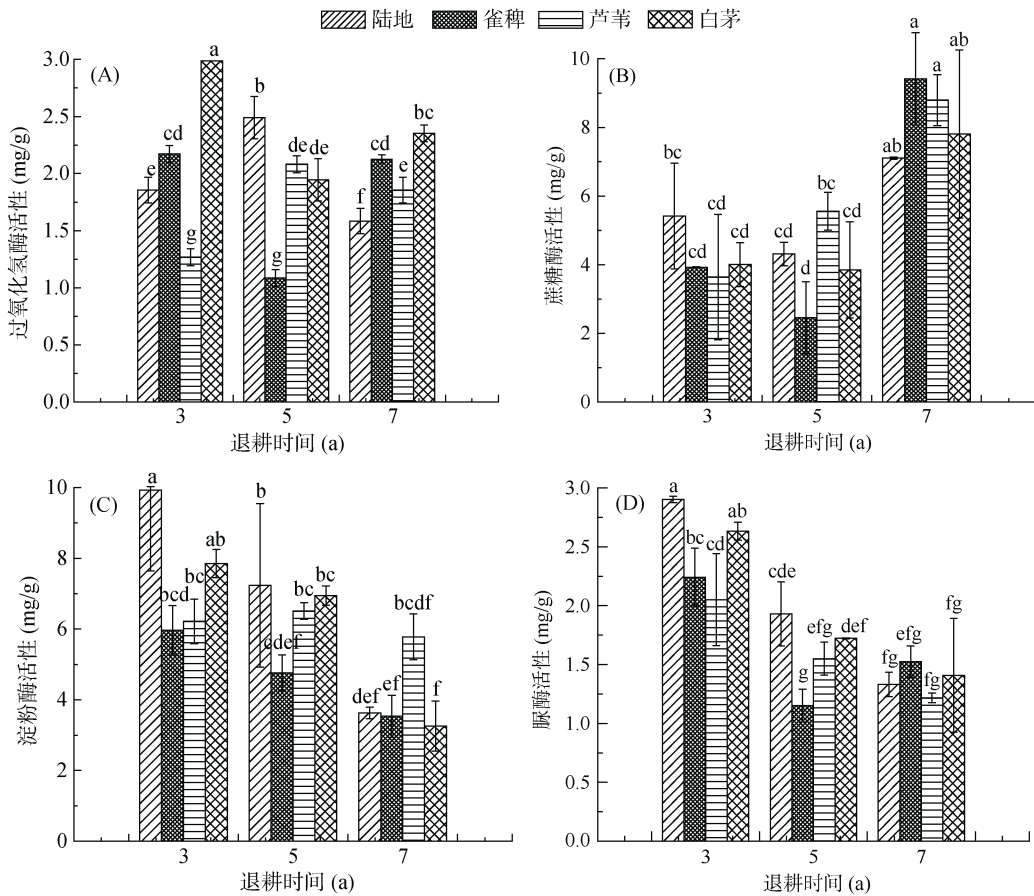 陆地 雀稗 芦苇 白茅
(A)
过氧化氢酶活性 (mg/g)
3.0
2.5
2.0
1.5
1.0
0.5
0.0
e cd g a
b g de de
f cd e bc
3 5 7
退耕时间 (a)
(B)
蔗糖酶活性 (mg/g)
10
8
6
4
2
0
bc cd cd cd
cd d bc cd
ab a a ab
3 5 7
退耕时间 (a)
(C)
淀粉酶活性 (mg/g)
10
8
6
4
2
0
a bcd bc ab
b cdef bc bc
def ef bcdf f
3 5 7
退耕时间 (a)
(D)
脲酶活性 (mg/g)
3.0
2.5
2.0
1.5
1.0
0.5
0.0
a bc cd ab
cde g efg def
fg efg fg fg
3 5 7
退耕时间 (a)